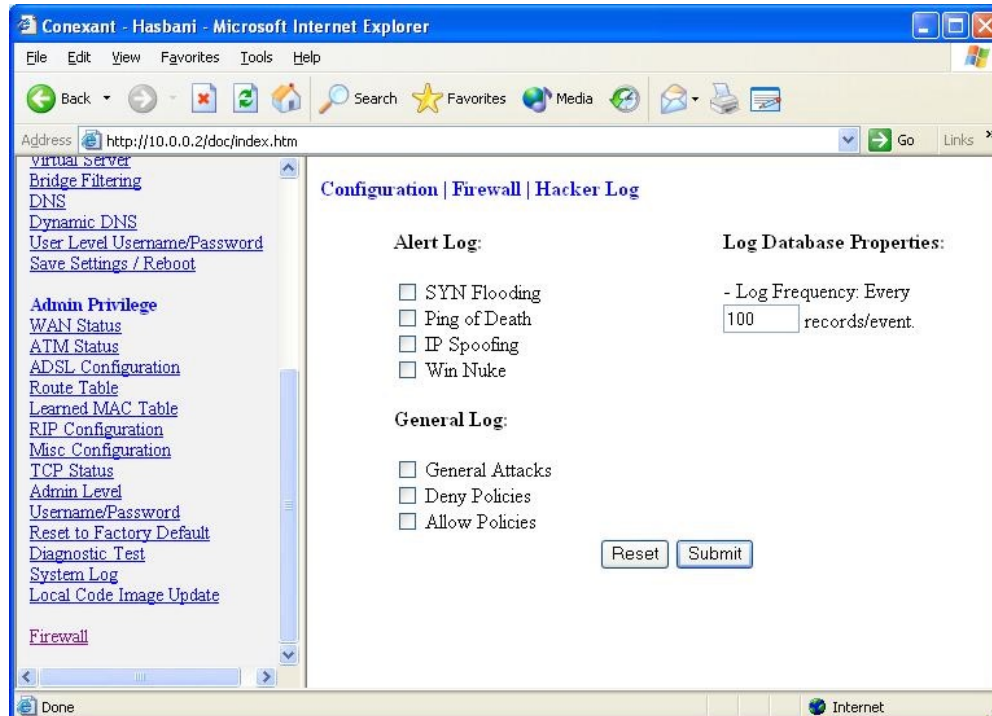 Conexant - Hasbani - Microsoft Internet Explorer
File Edit View Favorites Tools Help
Back Search Favorites Media
Address http://10.0.0.2/doc/index.htm Go Links »
Virtual Server
Bridge Filtering
DNS
Dynamic DNS
User Level Username/Password
Save Settings / Reboot
Admin Privilege
WAN Status
ATM Status
ADSL Configuration
Route Table
Learned MAC Table
RIP Configuration
Misc Configuration
TCP Status
Admin Level
Username/Password
Reset to Factory Default
Diagnostic Test
System Log
Local Code Image Update
Firewall
Configuration | Firewall | Hacker Log
Alert Log:
SYN Flooding
Ping of Death
IP Spoofing
Win Nuke
General Log:
General Attacks
Deny Policies
Allow Policies
Log Database Properties:
- Log Frequency: Every
100 records/event.
Reset Submit
Done Internet